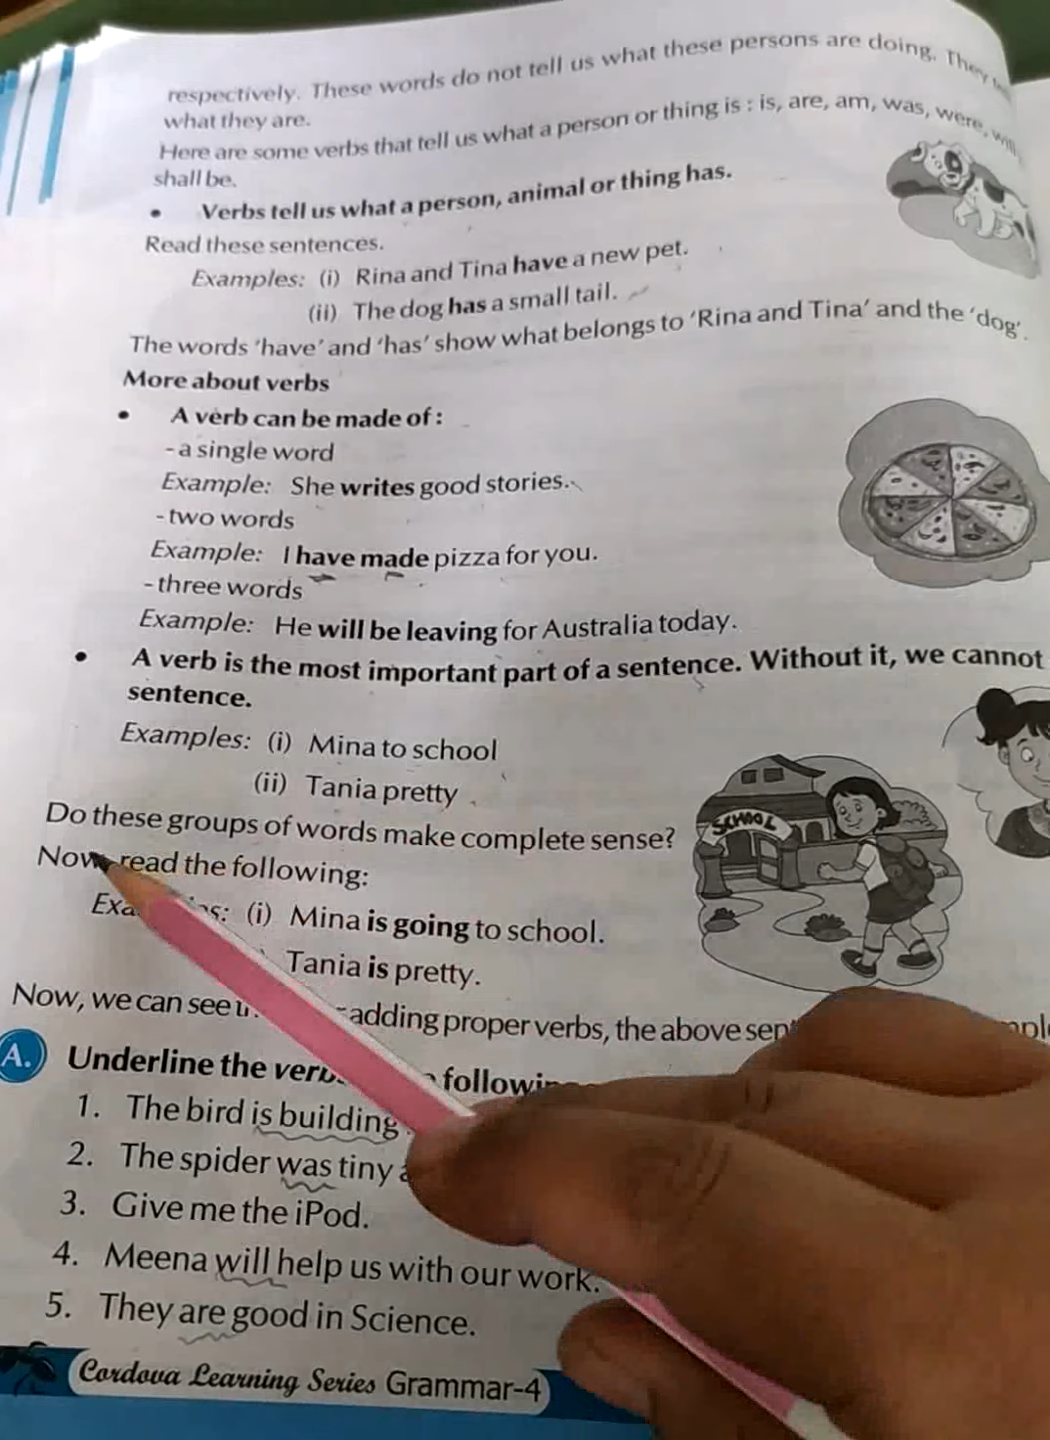 respectively. These words do not tell us what these persons are doing. They
what they are.
Here are some verbs that tell us what a person or thing is : is, are, am, was, were, will
shall be.
• Verbs tell us what a person, animal or thing has.
Read these sentences.
Examples: (i) Rina and Tina have a new pet.
(ii) The dog has a small tail.
The words 'have' and 'has' show what belongs to 'Rina and Tina' and the 'dog'.
More about verbs
• A verb can be made of :
- a single word
Example: She writes good stories.
- two words
Example: I have made pizza for you.
- three words
Example: He will be leaving for Australia today.
• A verb is the most important part of a sentence. Without it, we cannot
sentence.
Examples: (i) Mina to school
(ii) Tania pretty
Do these groups of words make complete sense?
SCHOOL
Now read the following:
(i) Mina is going to school.
Tania is pretty.
Now, we can see adding proper verbs, the above
A. Underline the following
1. The bird is building
2. The spider was tiny
3. Give me the iPod.
4. Meena will help us with our work.
5. They are good in Science.
Cordova Learning Series Grammar-4